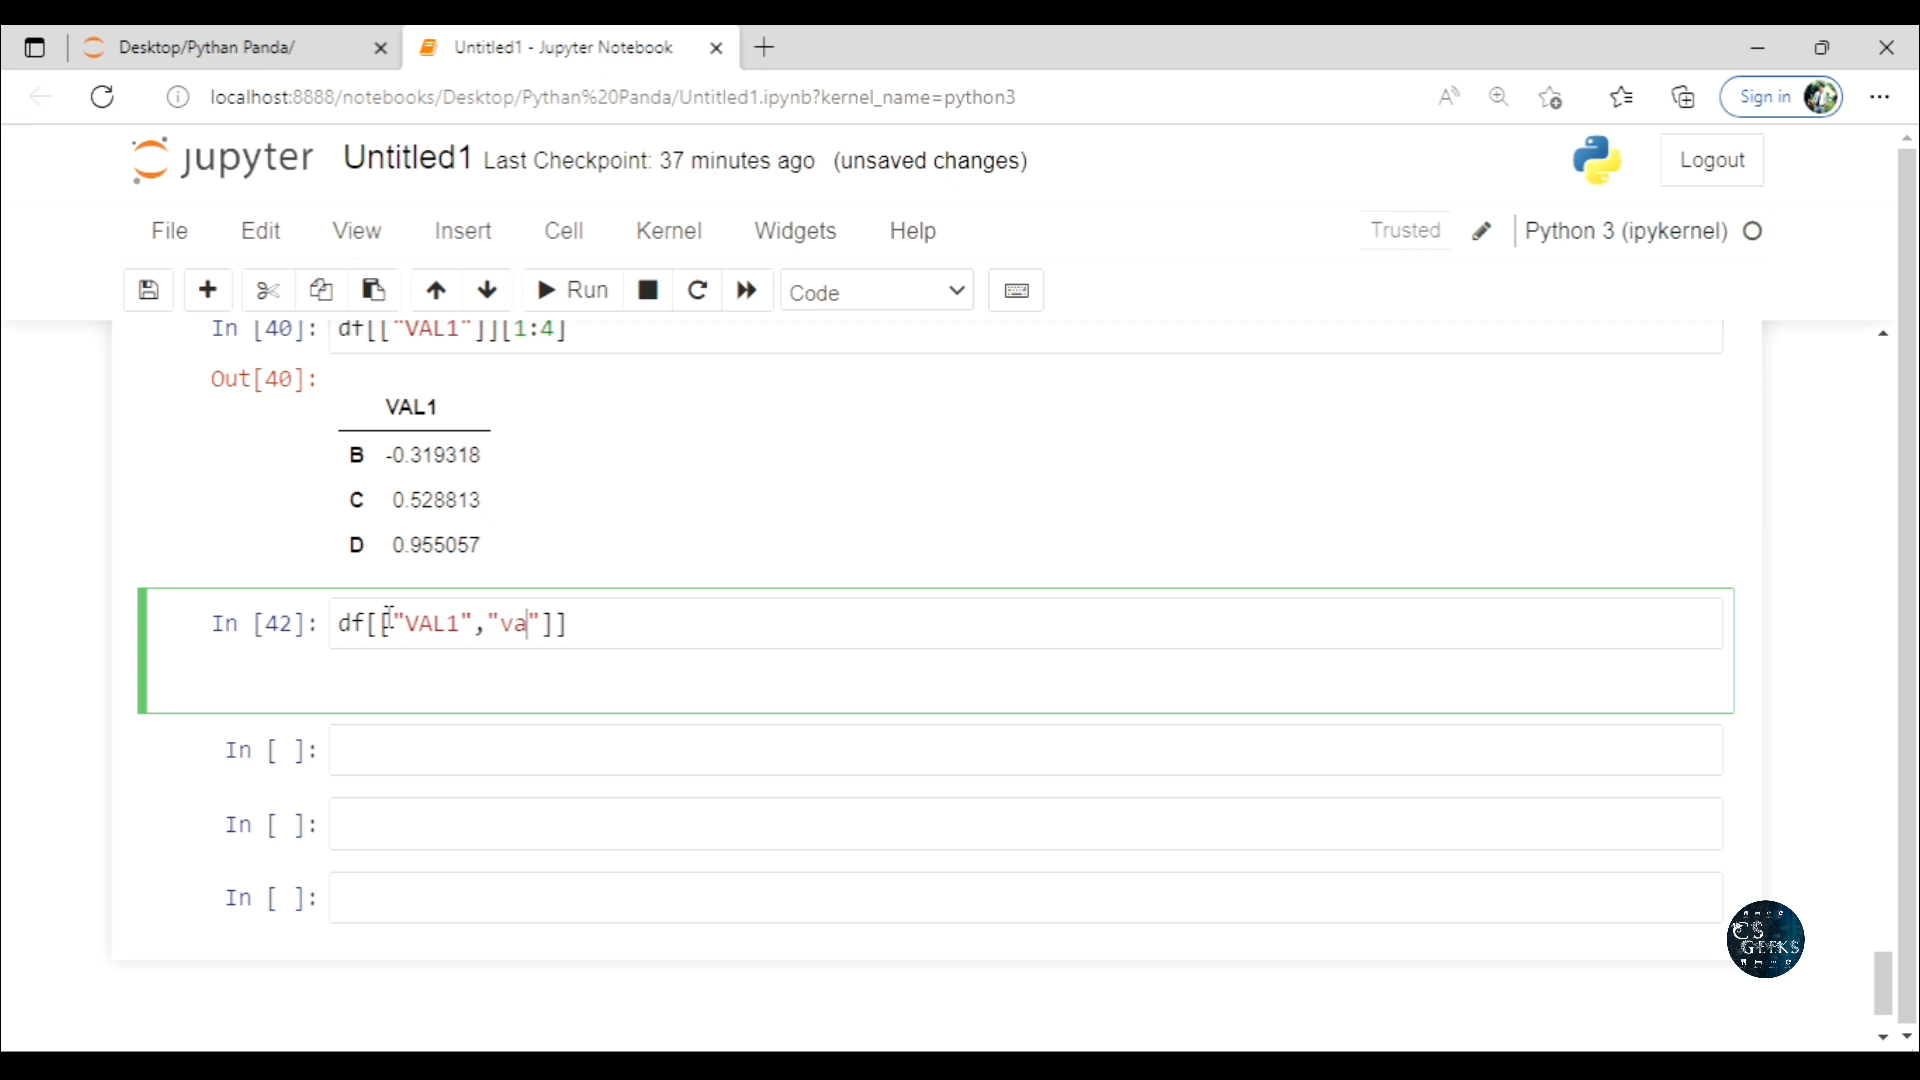 Desktop/Pythan Panda/
Untitled1 - Jupyter Notebook
localhost:8888/notebooks/Desktop/Pythan%20Panda/Untitled1.ipynb?kernel_name=python3
Sign in
jupyter Untitled1 Last Checkpoint: 37 minutes ago (unsaved changes)
Logout
File Edit View Insert Cell Kernel Widgets Help
Trusted Python 3 (ipykernel)
Run Code
In [40]: df[["VAL1"]][1:4]
Out[40]:
VAL1
B -0.319318
C 0.528813
D 0.955057
In [42]: df[["VAL1","va"]]
In [ ]:
In [ ]:
In [ ]:
CS
GEEKS